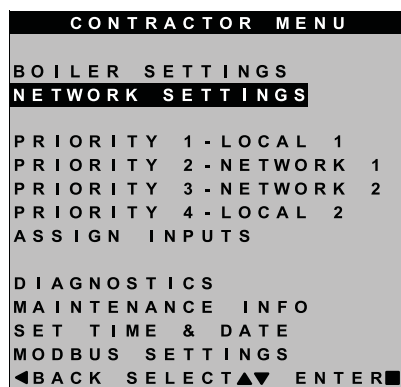 CONTRACTOR MENU
BOILER SETTINGS
NETWORK SETTINGS
PRIORITY 1-LOCAL 1
PRIORITY 2-NETWORK 1
PRIORITY 3-NETWORK 2
PRIORITY 4-LOCAL 2
ASSIGN INPUTS
DIAGNOSTICS
MAINTENANCE INFO
SET TIME & DATE
MODBUS SETTINGS
◀BACK SELECT▲▼ ENTER■